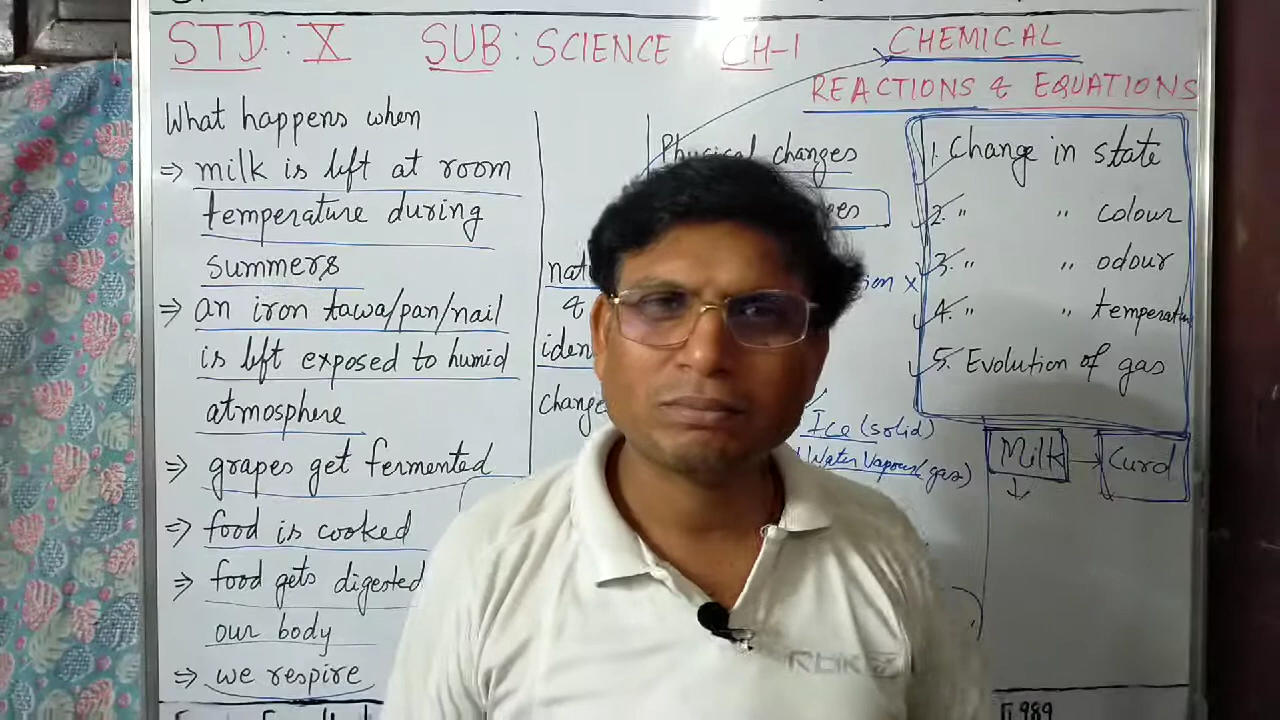 STD : X SUB : SCIENCE CH-1 CHEMICAL
REACTIONS & EQUATIONS
What happens when
⇒ milk is left at room
temperature during
summers
⇒ an iron tawa/pan/nail
is left exposed to humid
atmosphere
⇒ grapes get fermented
⇒ food is cooked
⇒ food gets digested
our body
⇒ we respire
&
change
Physical changes
Ice (solid)
Water Vapour (gas)
1. Change in state
2. " " colour
3. " " odour
4. " "
5. Evolution of gas
Milk → Curd
RBK
989